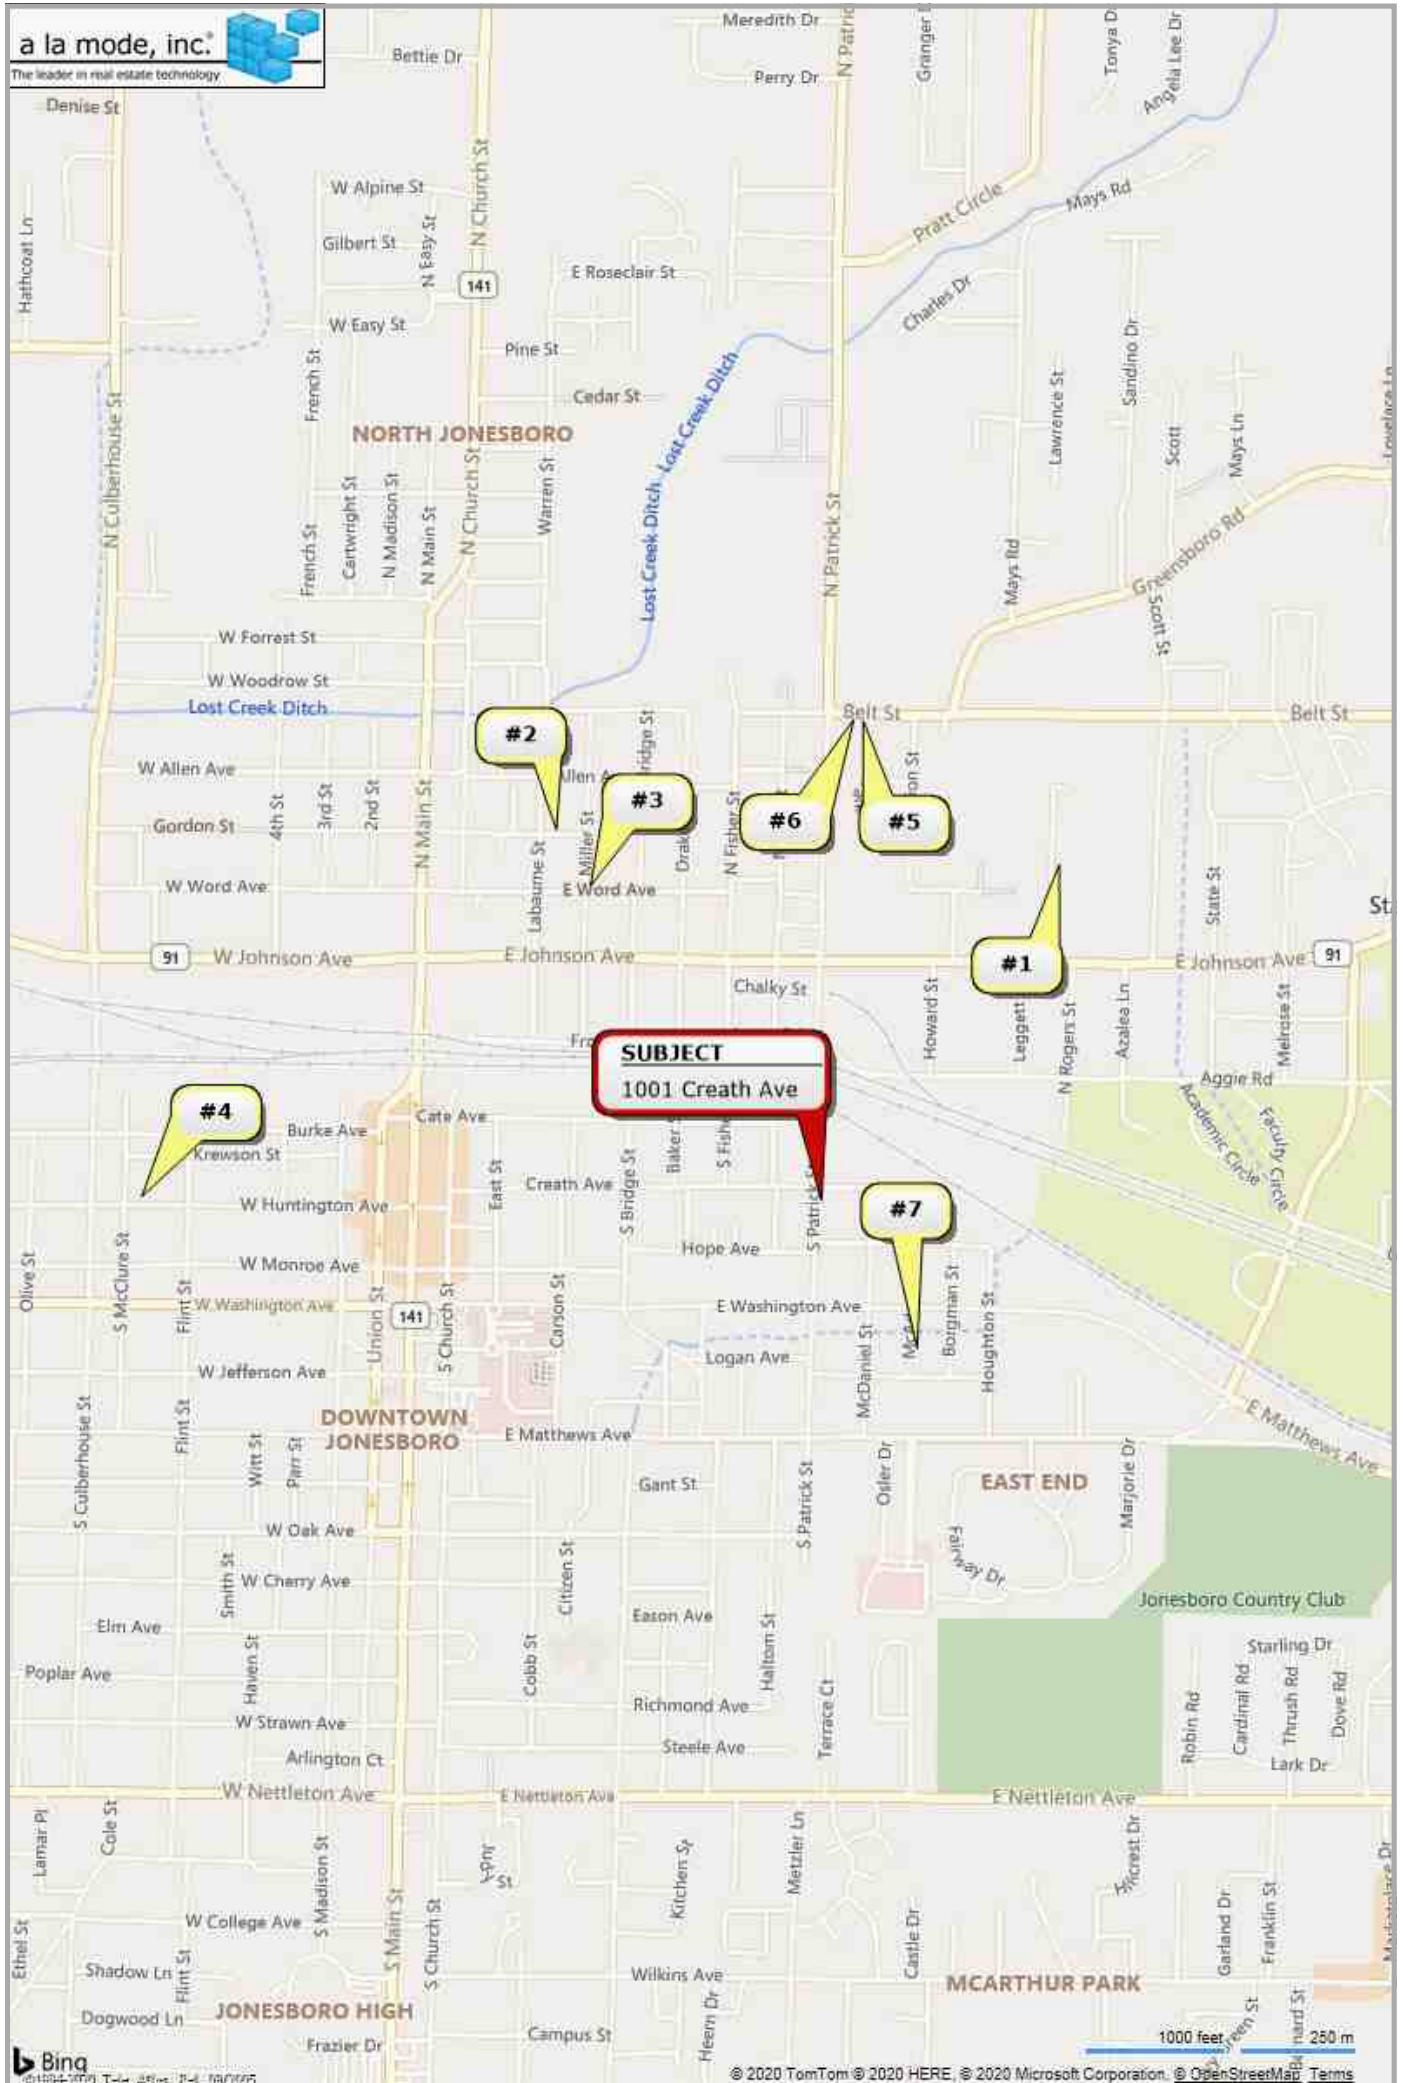 a la mode, inc.
The leader in real estate technology
Meredith Dr
Bettie Dr
Perry Dr
N Patric
Granger
Tonya D
Angela Lee Dr
Denise St
N Church St
W Alpine St
Mays Rd
Pratt Circle
Hathcoat Ln
Gilbert St
N Easy St
E Roseclair St
141
Charles Dr
W Easy St
Pine St
Sandino Dr
French St
Cedar St
Lost Creek Ditch
Lawrence St
NORTH JONESBORO
Scott
Mays Ln
N Culberhouse St
N Church St
Warren St
Cartwright St
N Madison St
N Main St
French St
Lost Creek Ditch
N Patrick St
Mays Rd
Greensboro Rd
Scott St
W Forrest St
W Woodrow St
Lost Creek Ditch
Belt St
Belt St
#2
W Allen Ave
#3
#6
#5
4th St
3rd St
2nd St
N Main St
Gordon St
Miller St
N Fisher St
Labaune St
W Word Ave
E Word Ave
State St
91
W Johnson Ave
E Johnson Ave
#1
E Johnson Ave
91
Chalky St
Howard St
Leggett
N Rogers St
Azalea Ln
Melrose St
SUBJECT
1001 Creath Ave
Aggie Rd
#4
Burke Ave
Cate Ave
Krewson St
Academic Circle
Faculty Circle
East St
Creath Ave
S Bridge St
Baker S
S Fishe
S Patrick St
W Huntington Ave
#7
Hope Ave
W Monroe Ave
Olive St
S McClure St
Flint St
W Washington Ave
Union St
141
S Church St
Carson St
E Washington Ave
McDaniel St
Borgman St
Houghton St
Logan Ave
W Jefferson Ave
DOWNTOWN
JONESBORO
E Matthews Ave
E Matthews Ave
S Culberhouse St
Flint St
Witt St
Parr St
Gant St
S Patrick St
Osler Dr
EAST END
Marjorie Dr
W Oak Ave
Fairway Dr
Smith St
W Cherry Ave
Citizen St
Jonesboro Country Club
Elm Ave
Eason Ave
Starling Dr
Poplar Ave
Haven St
Cobb St
Haltom St
Richmond Ave
Terrace Ct
Robin Rd
Cardinal Rd
Thrush Rd
Dove Rd
W Strawn Ave
Steele Ave
Arlington Ct
Lark Dr
W Nettleton Ave
E Nettleton Ave
E Nettleton Ave
Lamar Pl
Cole St
Metzler Ln
Hillcrest Dr
S Madison St
Kitchen St
W College Ave
S Main St
S Church St
Castle Dr
Garland Dr
Franklin St
Ethel St
Shadow Ln
Flint St
Wilkins Ave
MCARTHUR PARK
Dogwood Ln
JONESBORO HIGH
Heern Dr
Campus St
Frazier Dr
1000 feet
250 m
Bing
© 2020 TomTom © 2020 HERE, © 2020 Microsoft Corporation, © OpenStreetMap Terms